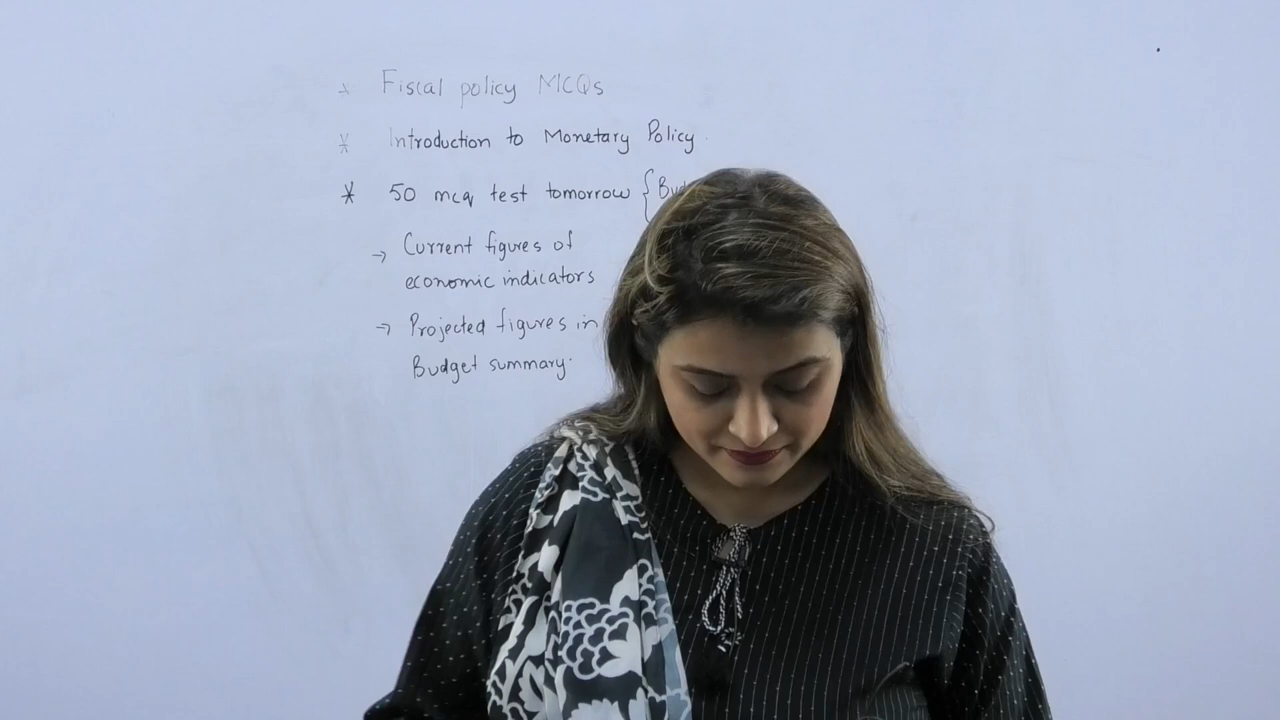 * Fiscal policy MCQs
* Introduction to Monetary Policy.
* 50 mcq test tomorrow {
→ Current figures of
economic indicators
→ Projected figures in
Budget summary.